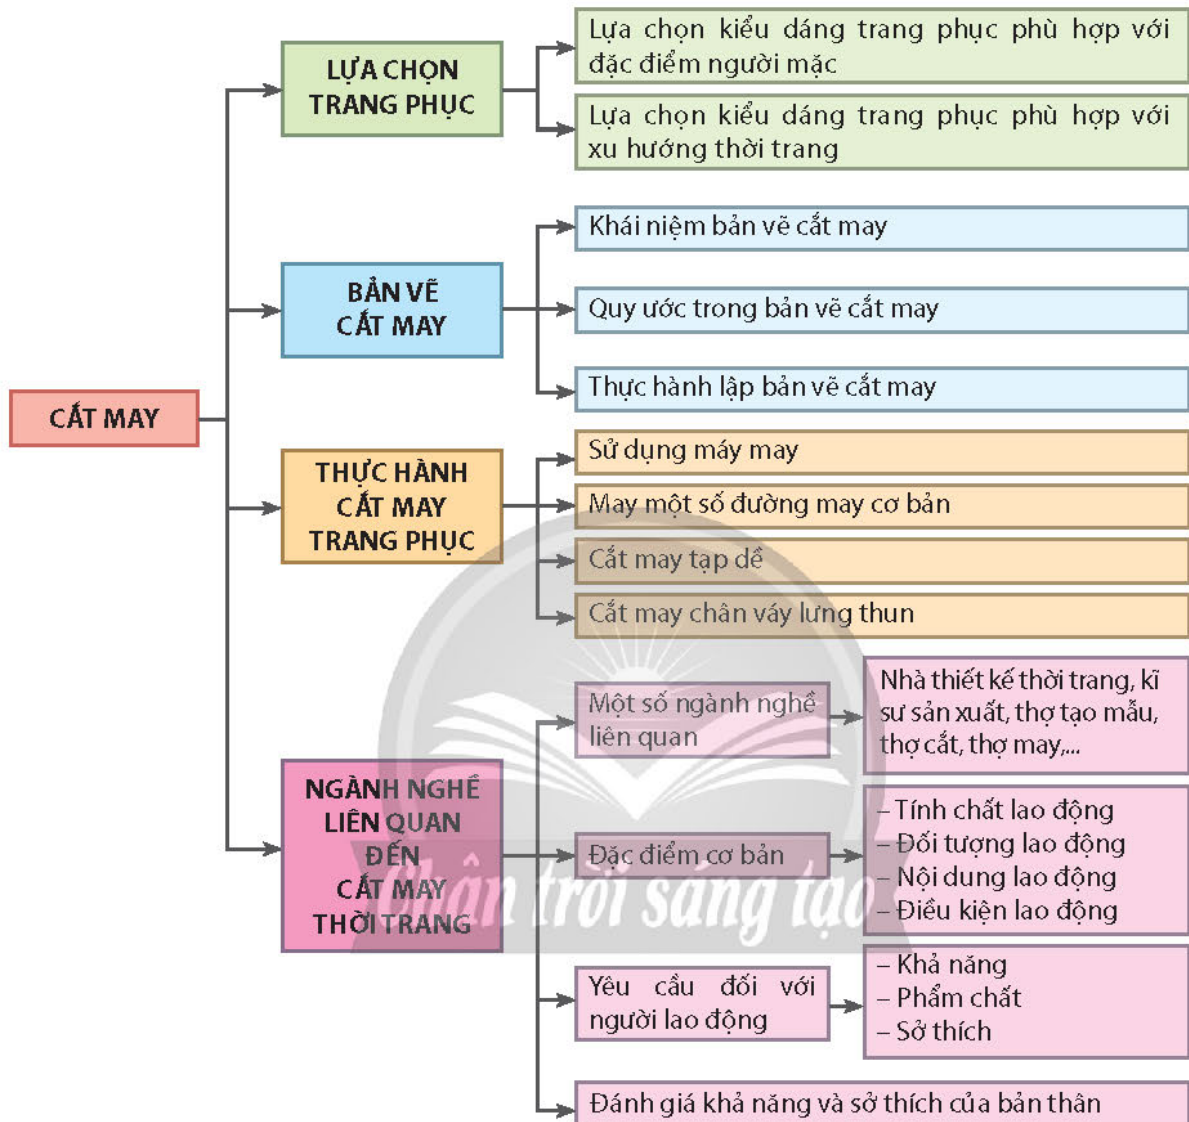 CẮT MAY
LỰA CHỌN
TRANG PHỤC
Lựa chọn kiểu dáng trang phục phù hợp với
đặc điểm người mặc
Lựa chọn kiểu dáng trang phục phù hợp với
xu hướng thời trang
BẢN VẼ
CẮT MAY
Khái niệm bản vẽ cắt may
Quy ước trong bản vẽ cắt may
Thực hành lập bản vẽ cắt may
THỰC HÀNH
CẮT MAY
TRANG PHỤC
Sử dụng máy may
May một số đường may cơ bản
Cắt may tạp dề
Cắt may chân váy lưng thun
NGÀNH NGHỀ
LIÊN QUAN
ĐẾN
CẮT MAY
THỜI TRANG
Một số ngành nghề
liên quan
Nhà thiết kế thời trang, kĩ
sư sản xuất, thợ tạo mẫu,
thợ cắt, thợ may,...
Đặc điểm cơ bản
– Tính chất lao động
– Đối tượng lao động
– Nội dung lao động
– Điều kiện lao động
Yêu cầu đối với
người lao động
– Khả năng
– Phẩm chất
– Sở thích
Đánh giá khả năng và sở thích của bản thân
Chân trời sáng tạo